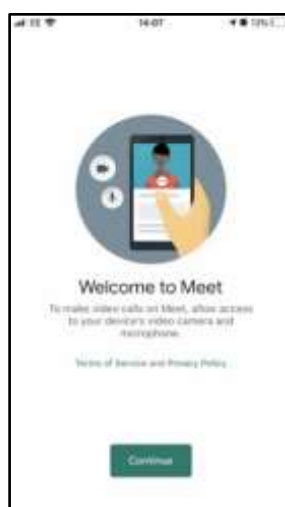 EE 14:07
Welcome to Meet
To make video calls on Meet, allow access
to your device's video camera and
microphone.
Terms of Service and Privacy Policy
Continue